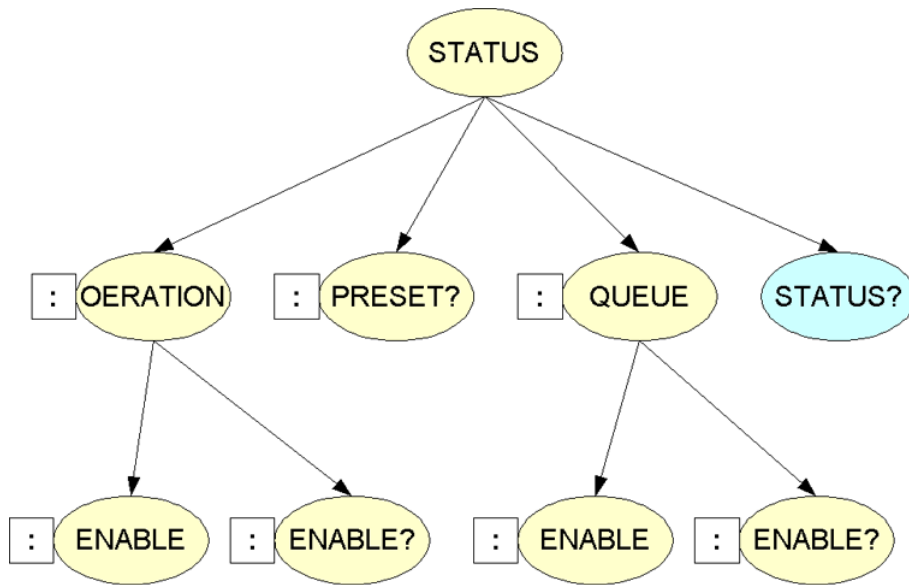 STATUS
: OERATION
: PRESET?
: QUEUE
STATUS?
: ENABLE
: ENABLE?
: ENABLE
: ENABLE?